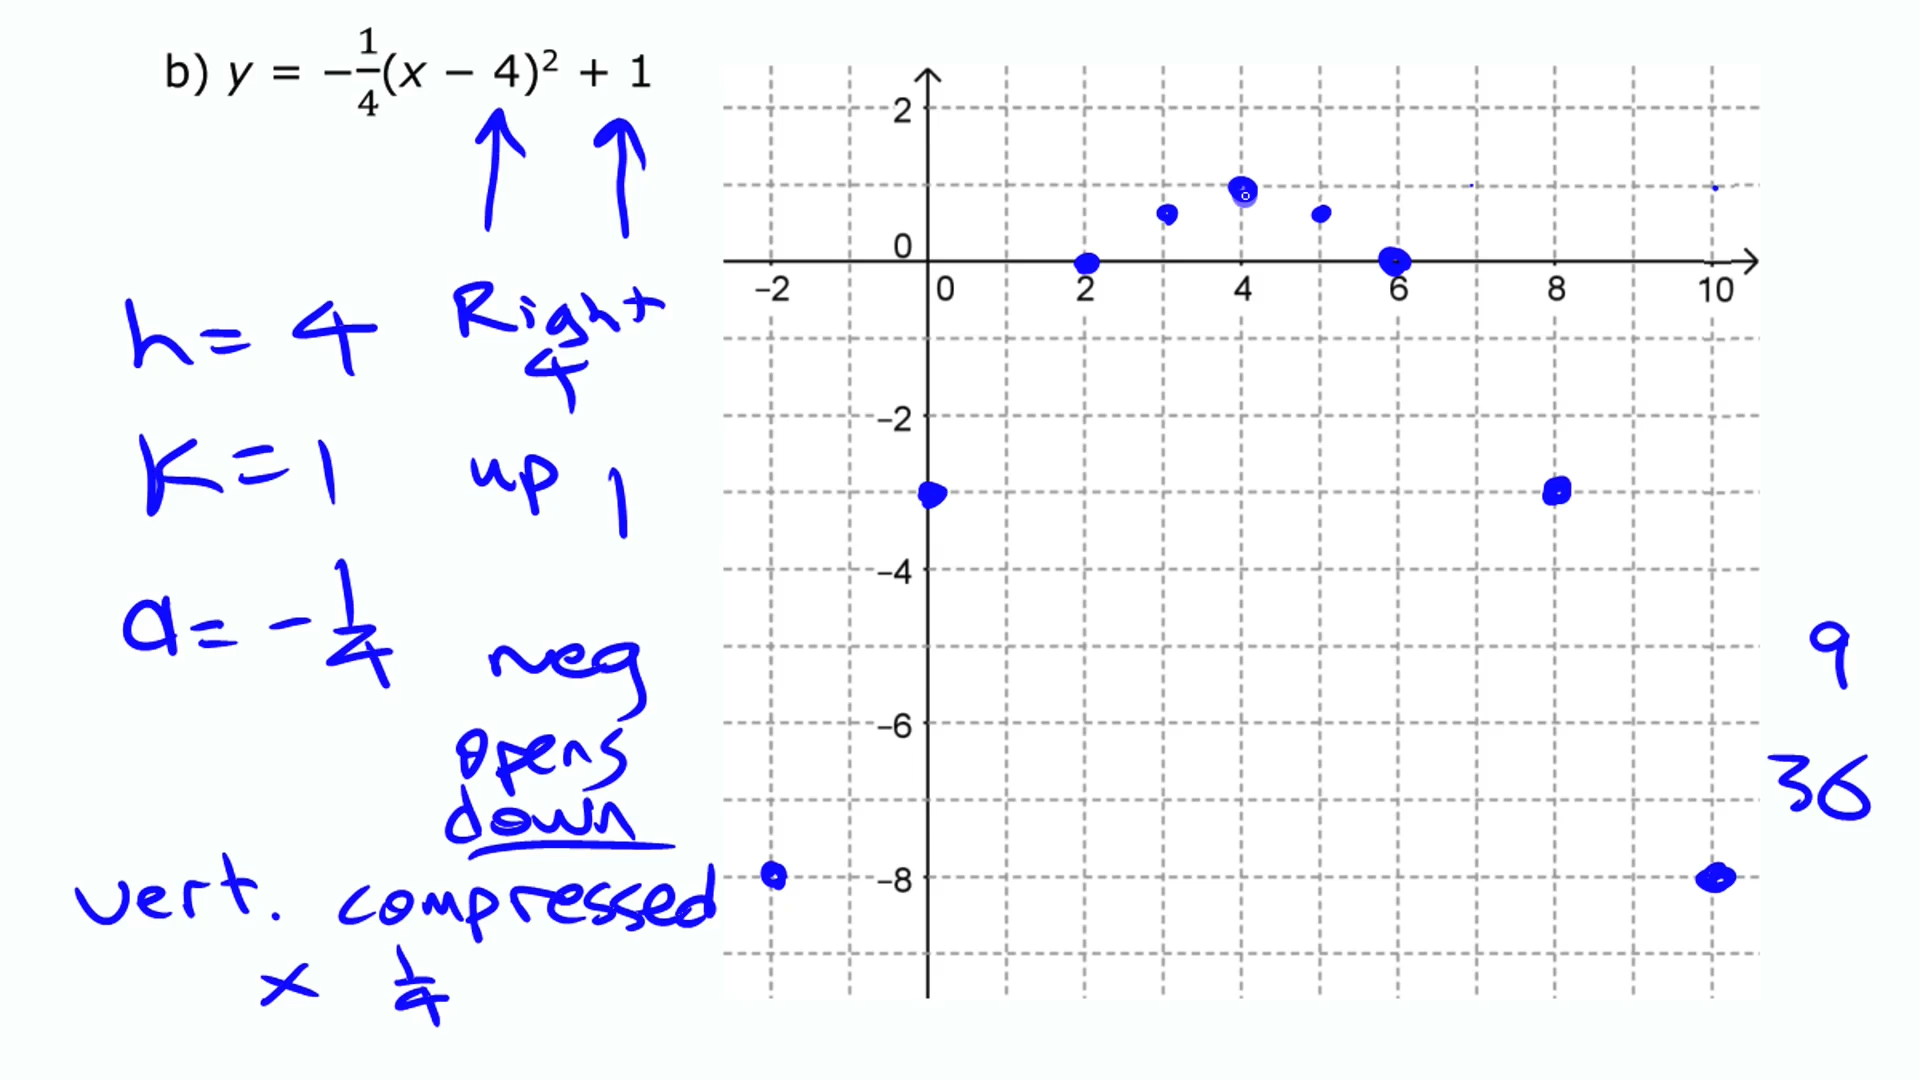 b) y = −1/4(x − 4)² + 1
h = 4 Right 4
K = 1 up 1
a = −1/4 neg
opens
down
vert. compressed
x 1/4
2
0
−2 0 2 4 6 8 10
−2
−4
−6
−8
9
36